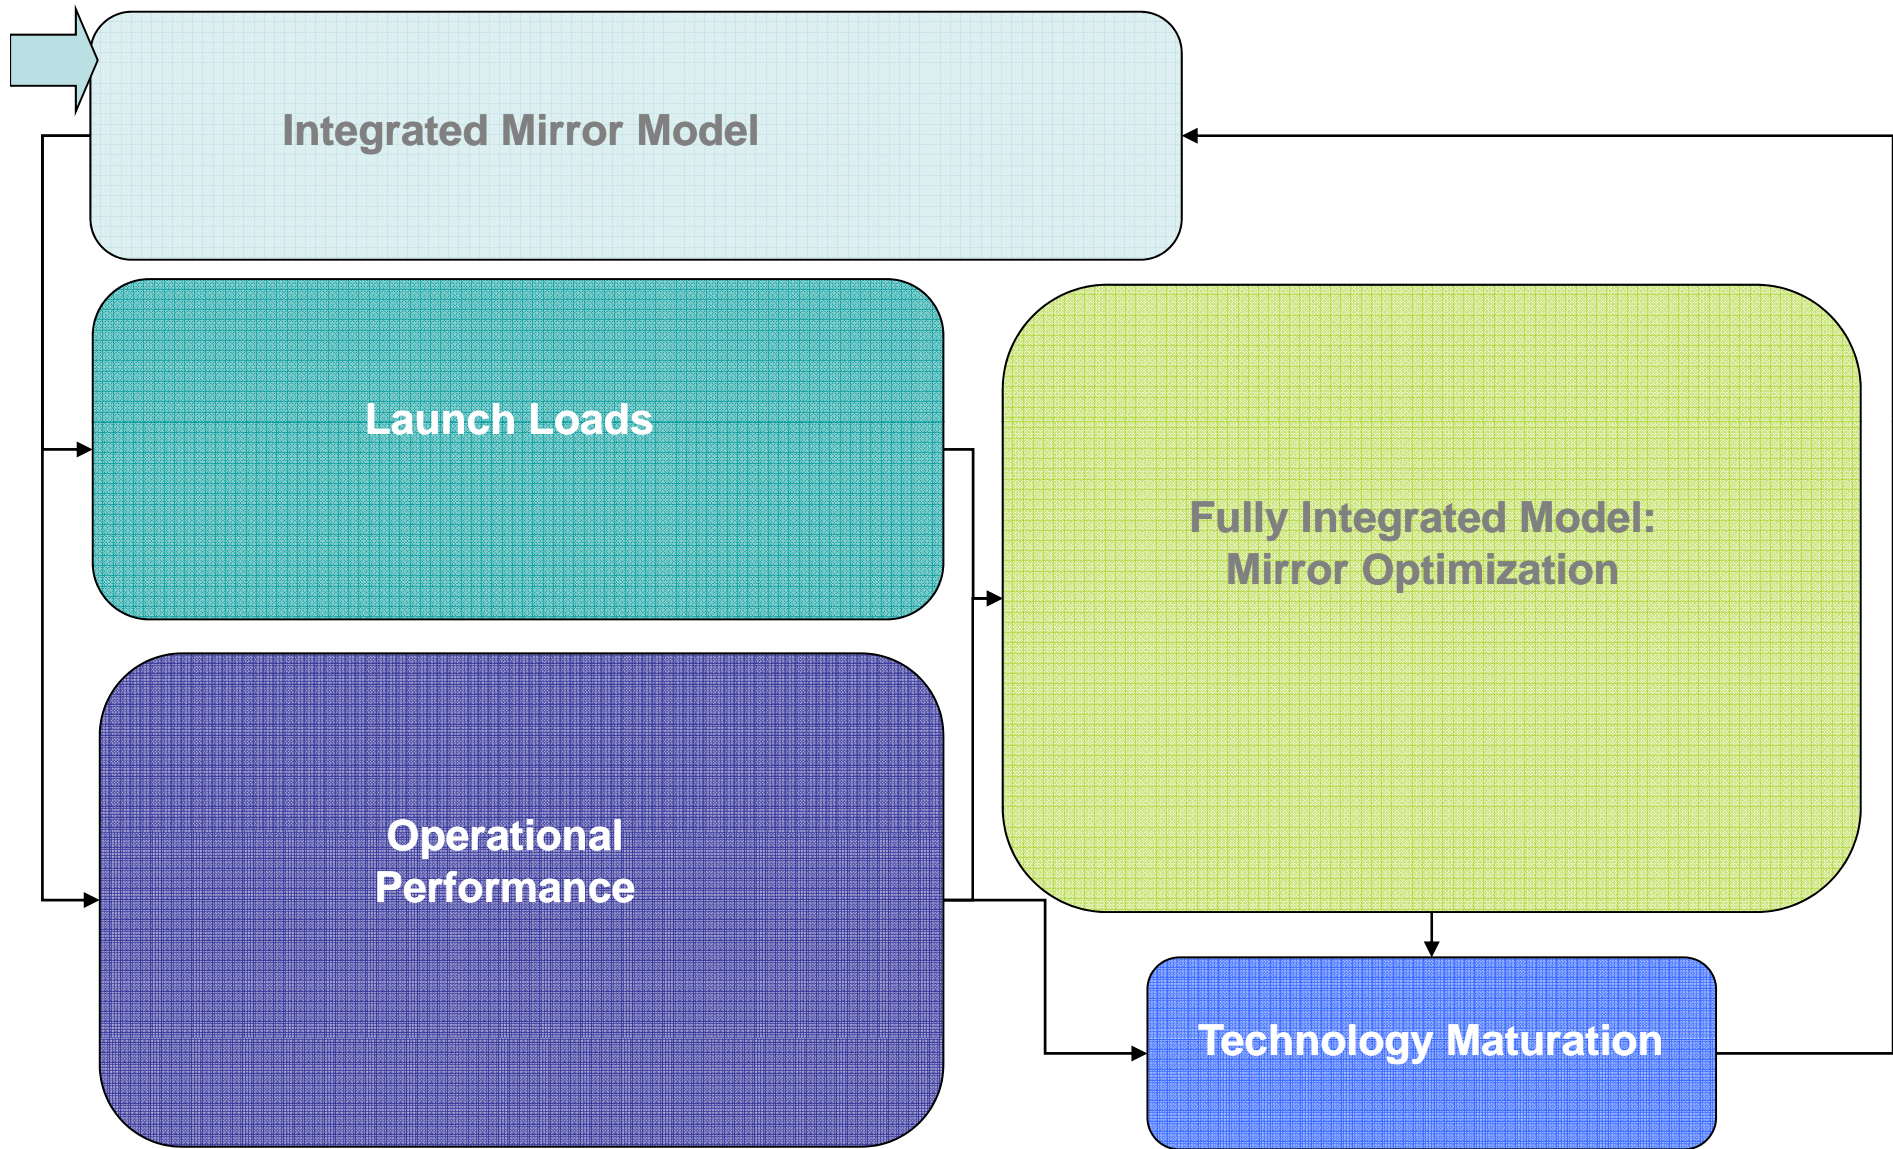 Integrated Mirror Model
Launch Loads
Fully Integrated Model:
Mirror Optimization
Operational
Performance
Technology Maturation